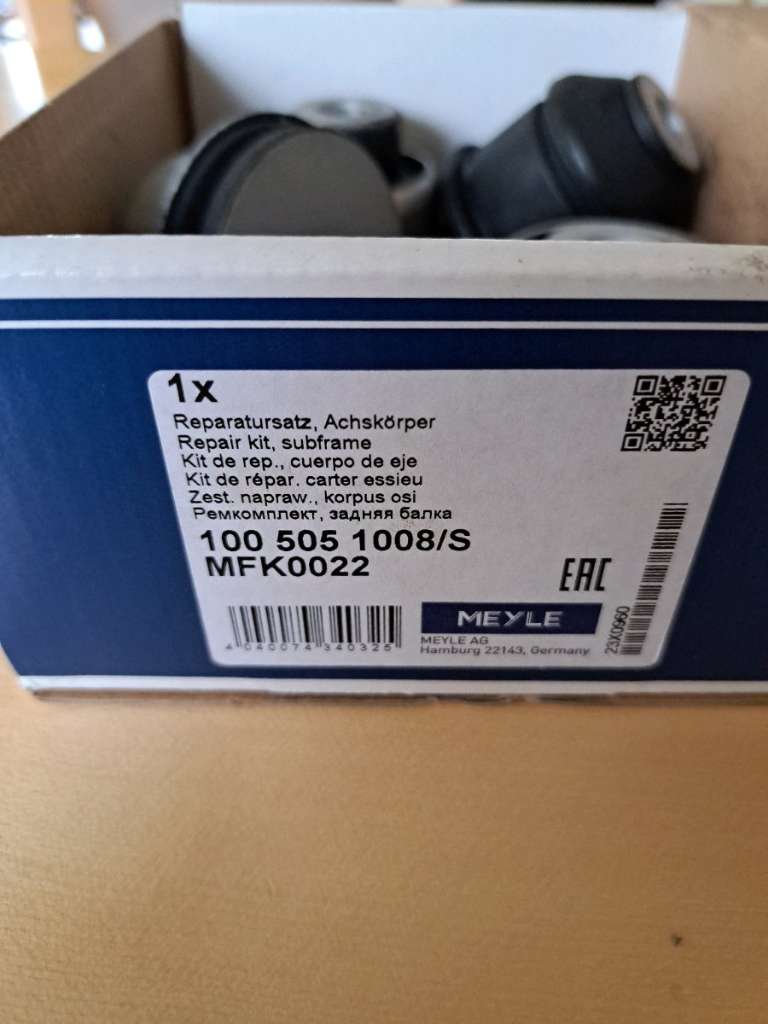 1x
Reparatursatz, Achskörper
Repair kit, subframe
Kit de rep., cuerpo de eje
Kit de répar. carter essieu
Zest. napraw., korpus osi
Ремкомплект, задняя балка
100 505 1008/S
MFK0022
EAC
MEYLE
MEYLE AG
Hamburg 22143, Germany
4 040074 340325
23X0960